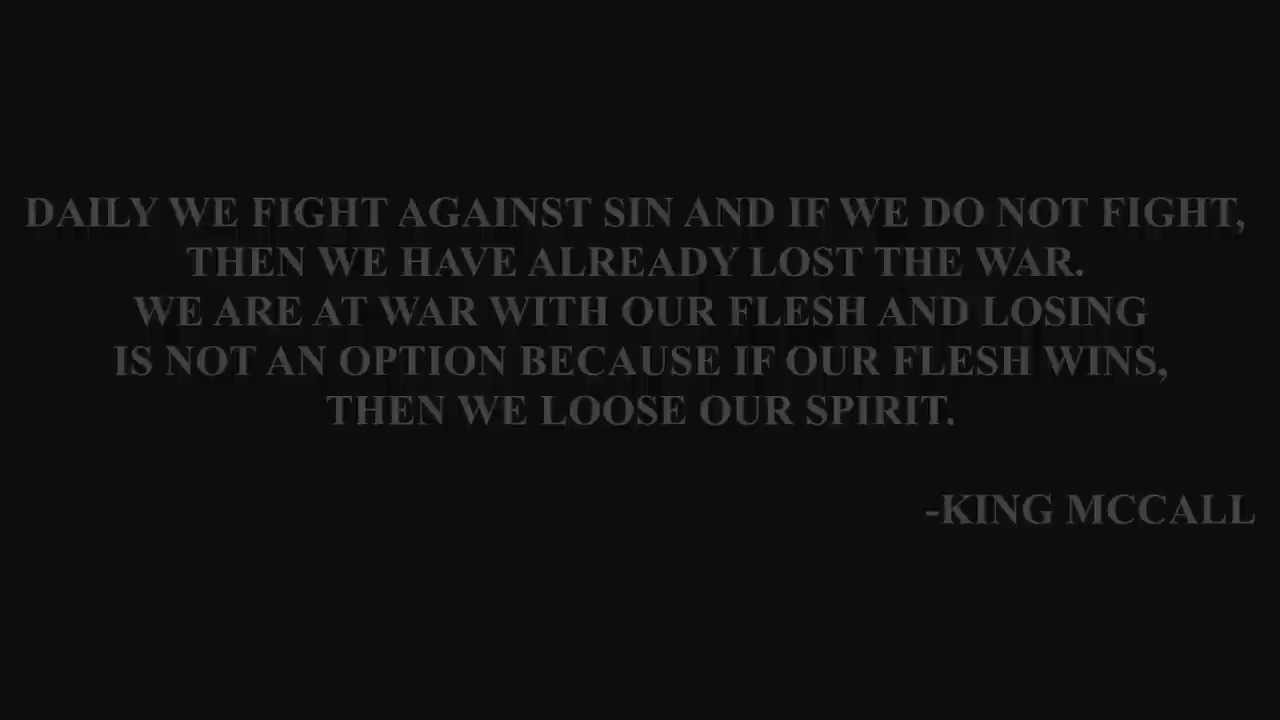 DAILY WE FIGHT AGAINST SIN AND IF WE DO NOT FIGHT,
THEN WE HAVE ALREADY LOST THE WAR.
WE ARE AT WAR WITH OUR FLESH AND LOSING
IS NOT AN OPTION BECAUSE IF OUR FLESH WINS,
THEN WE LOOSE OUR SPIRIT.
-KING MCCALL